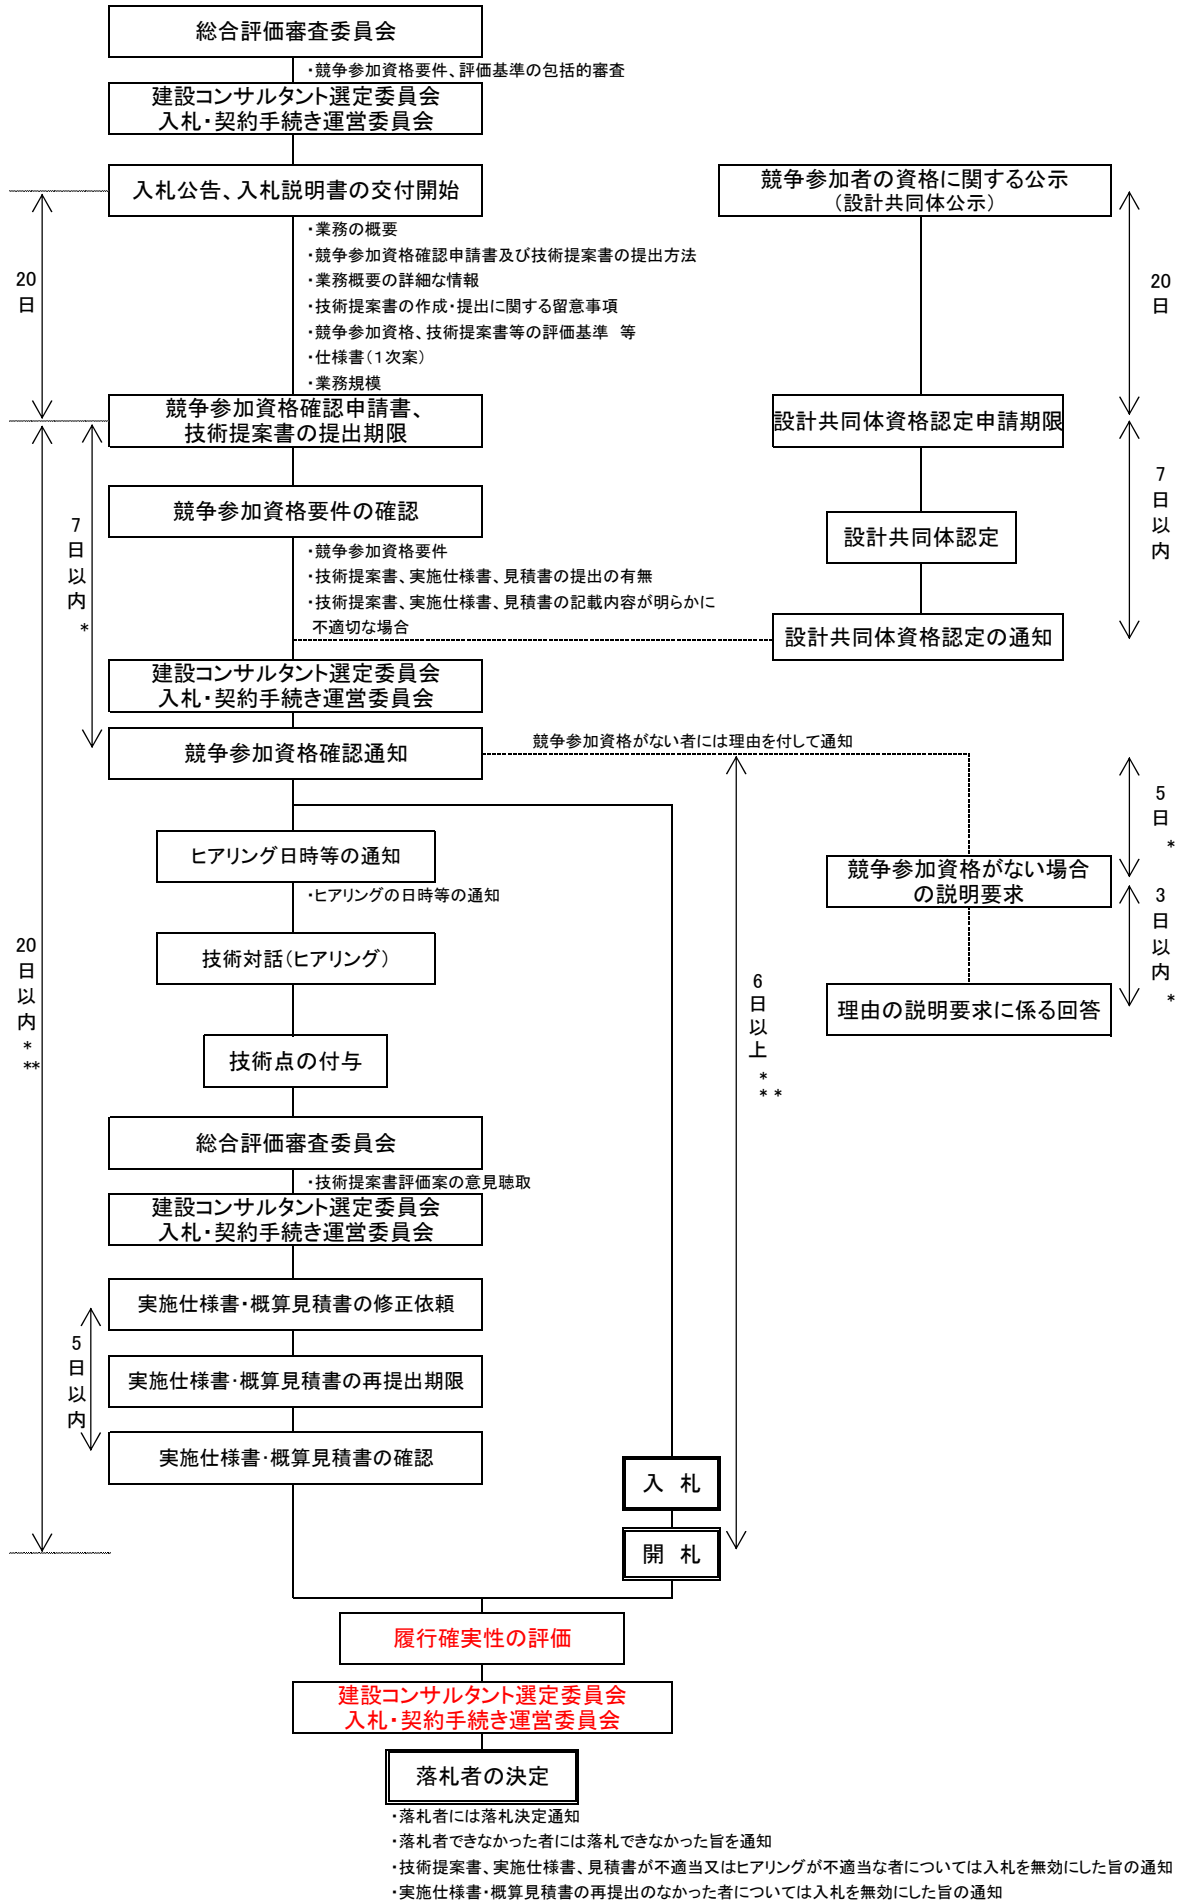 総合評価審査委員会
・競争参加資格要件、評価基準の包括的審査
建設コンサルタント選定委員会
入札・契約手続き運営委員会
入札公告、入札説明書の交付開始
競争参加者の資格に関する公示
（設計共同体公示）
・業務の概要
・競争参加資格確認申請書及び技術提案書の提出方法
・業務概要の詳細な情報
・技術提案書の作成・提出に関する留意事項
・競争参加資格、技術提案書等の評価基準　等
・仕様書（１次案）
・業務規模
20日
20日
競争参加資格確認申請書、
技術提案書の提出期限
設計共同体資格認定申請期限
競争参加資格要件の確認
7日以内*
7日以内
設計共同体認定
・競争参加資格要件
・技術提案書、実施仕様書、見積書の提出の有無
・技術提案書、実施仕様書、見積書の記載内容が明らかに
不適切な場合
設計共同体資格認定の通知
建設コンサルタント選定委員会
入札・契約手続き運営委員会
競争参加資格確認通知
競争参加資格がない者には理由を付して通知
5日*
ヒアリング日時等の通知
・ヒアリングの日時等の通知
競争参加資格がない場合
の説明要求
3日以内*
技術対話（ヒアリング）
20日以内***
6日以上***
理由の説明要求に係る回答
技術点の付与
総合評価審査委員会
・技術提案書評価案の意見聴取
建設コンサルタント選定委員会
入札・契約手続き運営委員会
実施仕様書・概算見積書の修正依頼
5日以内
実施仕様書・概算見積書の再提出期限
実施仕様書・概算見積書の確認
入　札
開　札
履行確実性の評価
建設コンサルタント選定委員会
入札・契約手続き運営委員会
落札者の決定
・落札者には落札決定通知
・落札者できなかった者には落札できなかった旨を通知
・技術提案書、実施仕様書、見積書が不適当又はヒアリングが不適当な者については入札を無効にした旨の通知
・実施仕様書・概算見積書の再提出のなかった者については入札を無効にした旨の通知